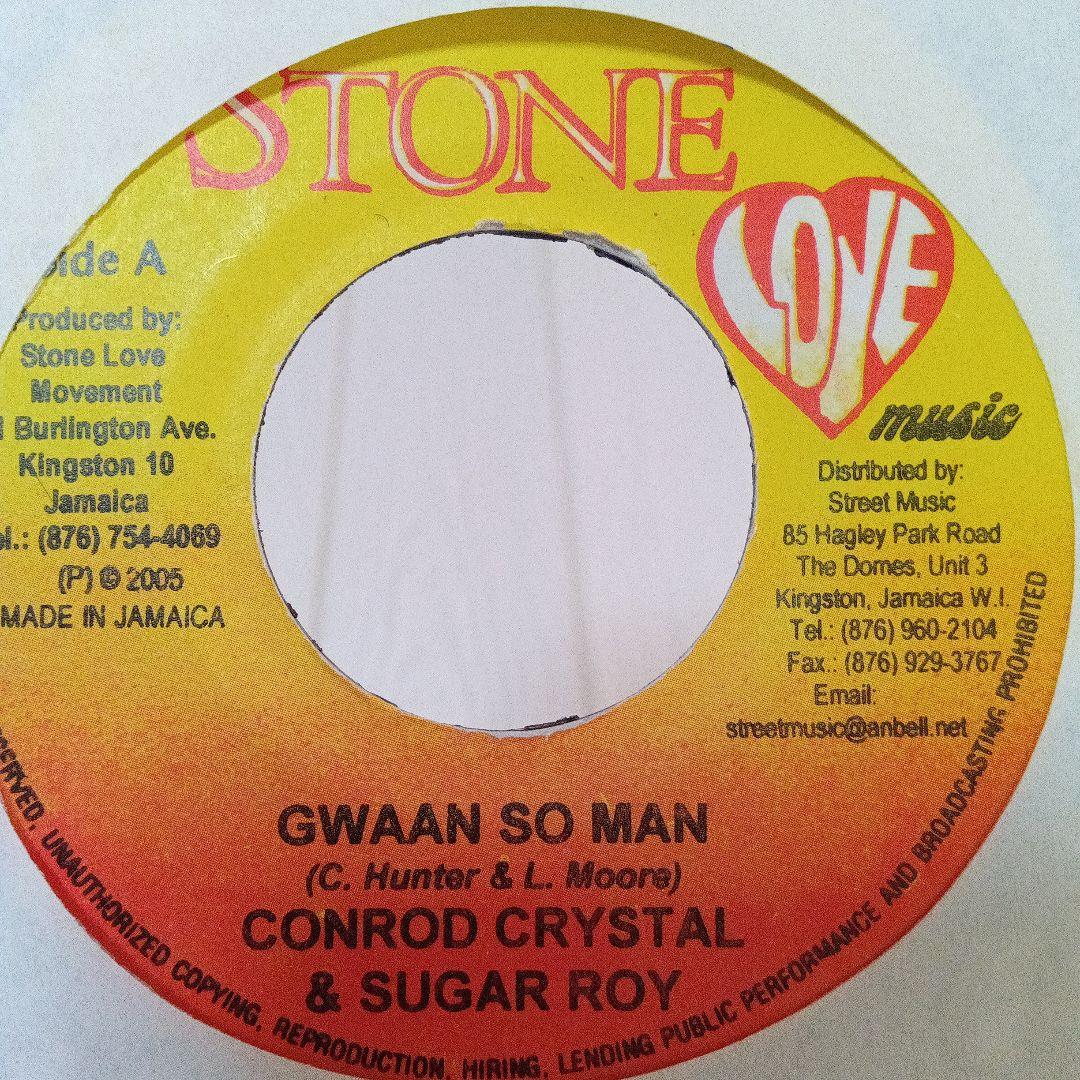 STONE
LOVE
music
Side A
Produced by:
Stone Love
Movement
Burlington Ave.
Kingston 10
Jamaica
Tel.: (876) 754-4069
(P) © 2005
MADE IN JAMAICA
Distributed by:
Street Music
85 Hagley Park Road
The Domes, Unit 3
Kingston, Jamaica W.I.
Tel.: (876) 960-2104
Fax.: (876) 929-3767
Email:
streetmusic@anbell.net
GWAAN SO MAN
(C. Hunter & L. Moore)
CONROD CRYSTAL
& SUGAR ROY
UNAUTHORIZED COPYING, REPRODUCTION, HIRING, LENDING PUBLIC PERFORMANCE AND BROADCASTING PROHIBITED